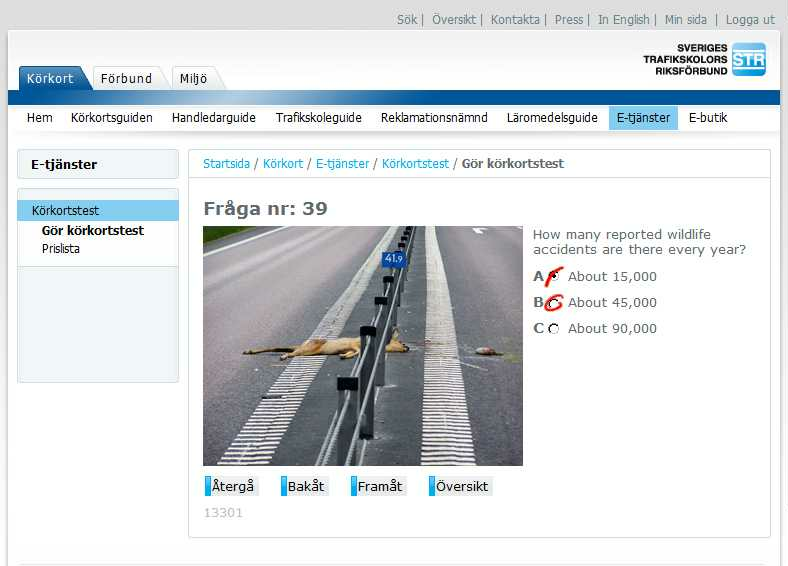 Sök | Översikt | Kontakta | Press | In English | Min sida | Logga ut
SVERIGES
TRAFIKSKOLORS
RIKSFÖRBUND
STR
Körkort Förbund Miljö
Hem Körkortsguiden Handledarguide Trafikskoleguide Reklamationsnämnd Läromedelsguide E-tjänster E-butik
E-tjänster
Körkortstest
Gör körkortstest
Prislista
Startsida / Körkort / E-tjänster / Körkortstest / Gör körkortstest
Fråga nr: 39
41.9
How many reported wildlife
accidents are there every year?
A About 15,000
B About 45,000
C About 90,000
Återgå Bakåt Framåt Översikt
13301